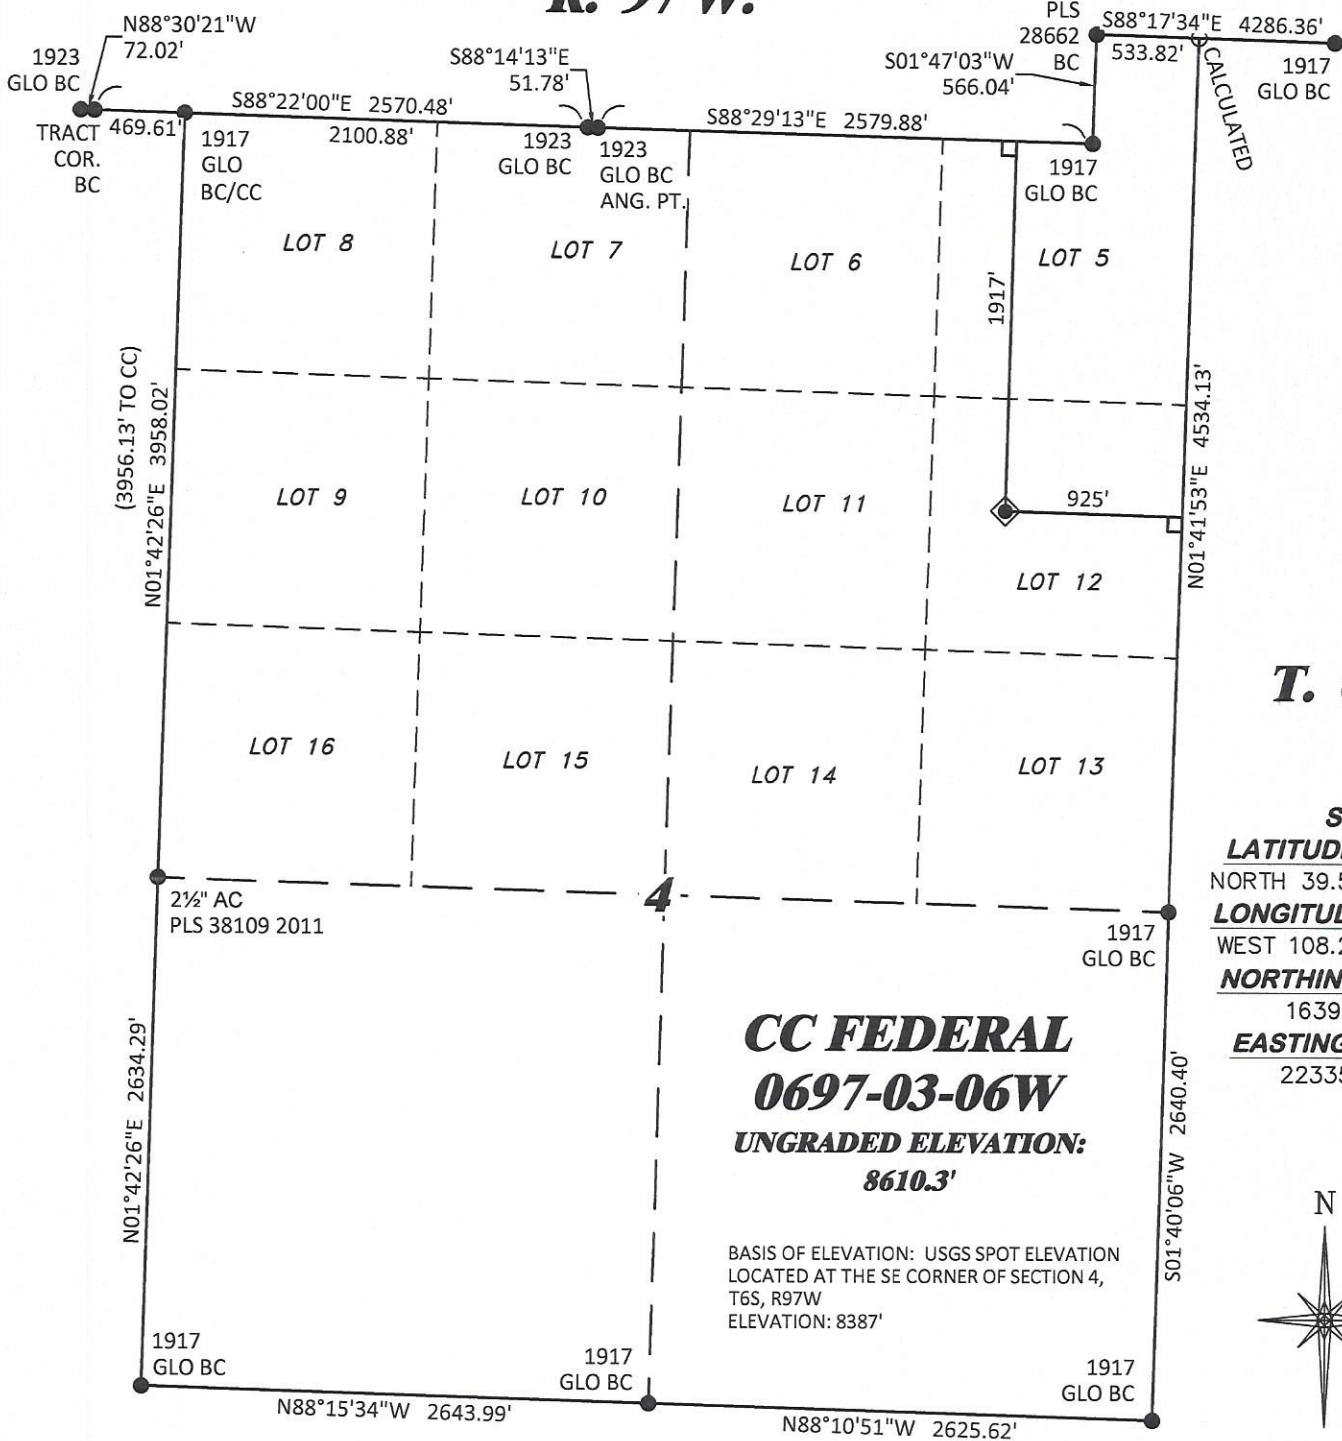 R. 97 W.
N88°30'21"W
72.02'
1923
GLO BC
TRACT
COR.
BC
469.61'
S88°22'00"E 2570.48'
2100.88'
1917
GLO
BC/CC
S88°14'13"E
51.78'
1923
GLO BC
1923
GLO BC
ANG. PT.
S88°29'13"E 2579.88'
S01°47'03"W
566.04'
PLS
28662
BC
S88°17'34"E 4286.36'
533.82'
CALCULATED
1917
GLO BC
1917
GLO BC
LOT 8
LOT 7
LOT 6
LOT 5
1917'
(3956.13' TO CC)
N01°42'26"E 3958.02'
N01°41'53"E 4534.13'
LOT 9
LOT 10
LOT 11
925'
LOT 12
LOT 16
LOT 15
LOT 14
LOT 13
T.
2½" AC
PLS 38109 2011
4
1917
GLO BC
LATITUD
NORTH 39.5
LONGITU
WEST 108.2
NORTHIN
1639
EASTING
22335
N01°42'26"E 2634.29'
CC FEDERAL
0697-03-06W
UNGRADED ELEVATION:
8610.3'
S01°40'06"W 2640.40'
N
BASIS OF ELEVATION: USGS SPOT ELEVATION
LOCATED AT THE SE CORNER OF SECTION 4,
T6S, R97W
ELEVATION: 8387'
1917
GLO BC
1917
GLO BC
1917
GLO BC
N88°15'34"W 2643.99'
N88°10'51"W 2625.62'